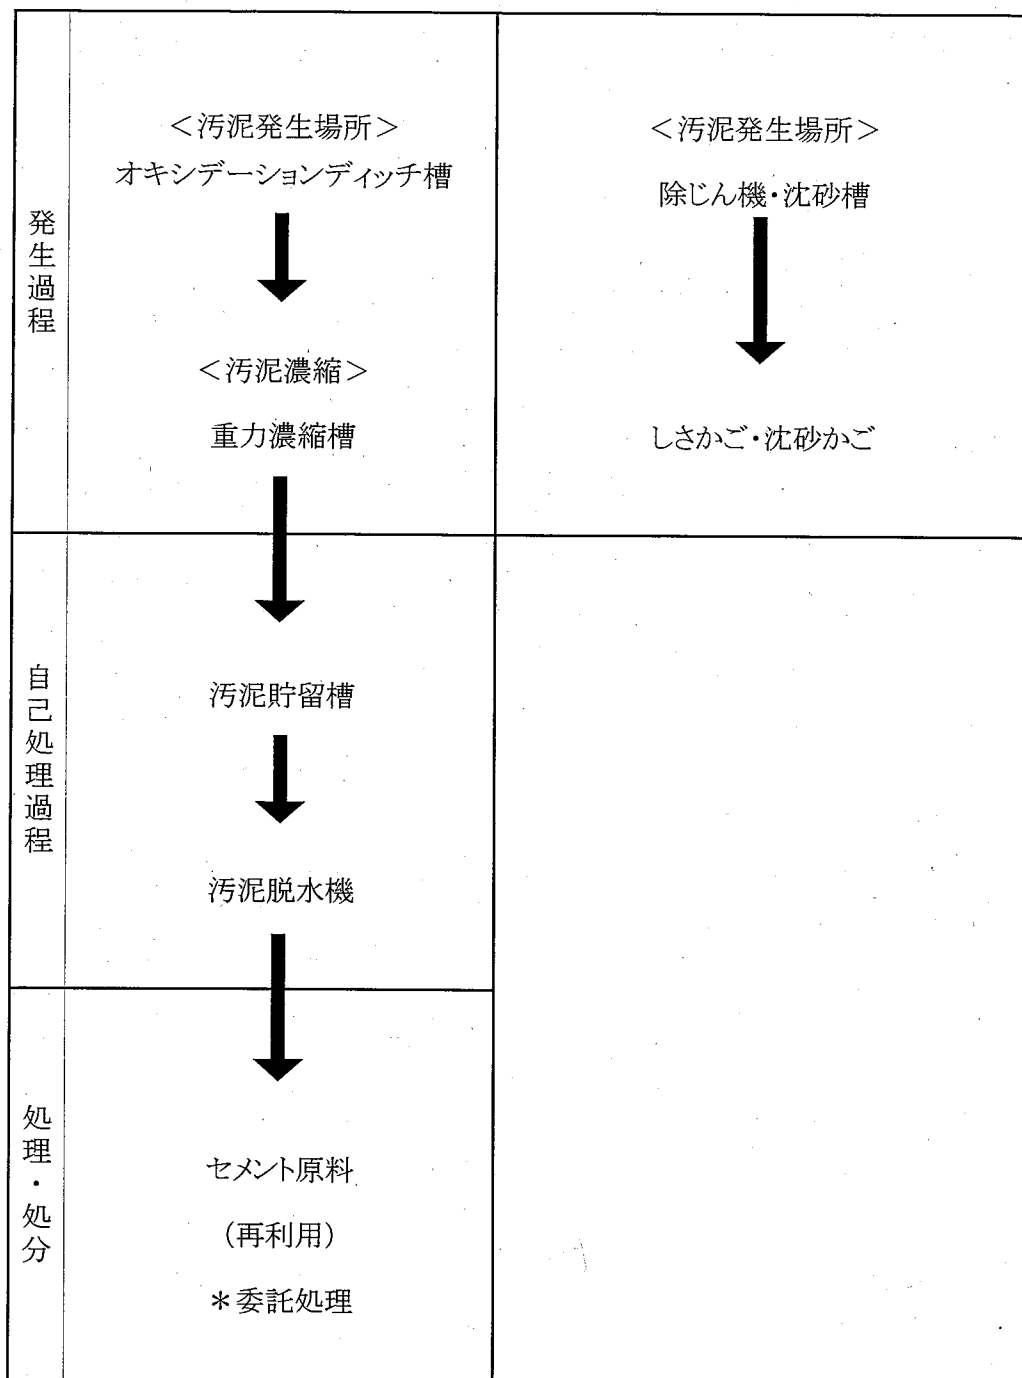 発生過程
＜汚泥発生場所＞
オキシデーションディッチ槽
＜汚泥濃縮＞
重力濃縮槽
＜汚泥発生場所＞
除じん機・沈砂槽
しさかご・沈砂かご
自己処理過程
汚泥貯留槽
汚泥脱水機
処理・処分
セメント原料
（再利用）
＊委託処理